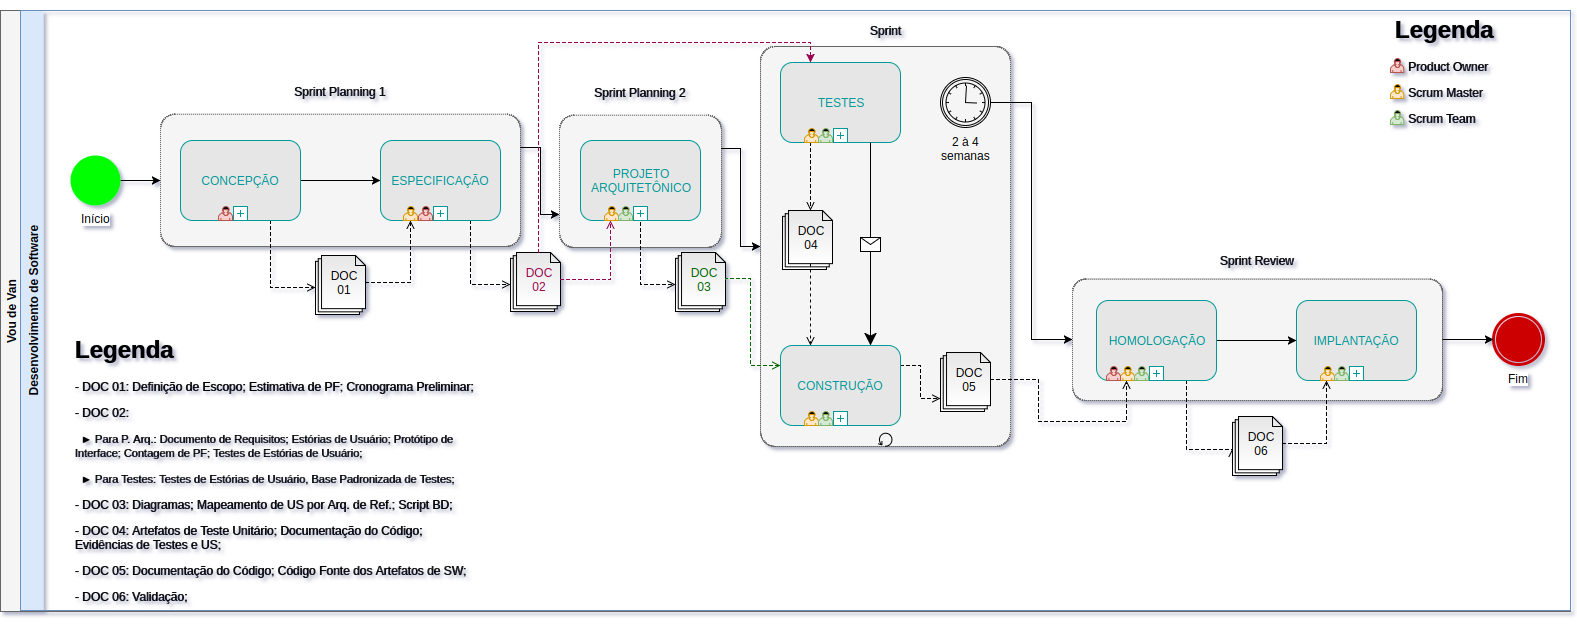 Vou de Van
Desenvolvimento de Software
Início
Sprint Planning 1
CONCEPÇÃO
ESPECIFICAÇÃO
DOC
01
DOC
02
Sprint Planning 2
PROJETO
ARQUITETÔNICO
DOC
03
Sprint
TESTES
2 à 4
semanas
DOC
04
CONSTRUÇÃO
DOC
05
Sprint Review
HOMOLOGAÇÃO
IMPLANTAÇÃO
DOC
06
Fim
Legenda
Product Owner
Scrum Master
Scrum Team
Legenda
- DOC 01: Definição de Escopo; Estimativa de PF; Cronograma Preliminar;
- DOC 02:
► Para P. Arq.: Documento de Requisitos; Estórias de Usuário; Protótipo de
Interface; Contagem de PF; Testes de Estórias de Usuário;
► Para Testes: Testes de Estórias de Usuário, Base Padronizada de Testes;
- DOC 03: Diagramas; Mapeamento de US por Arq. de Ref.; Script BD;
- DOC 04: Artefatos de Teste Unitário; Documentação do Código;
Evidências de Testes e US;
- DOC 05: Documentação do Código; Código Fonte dos Artefatos de SW;
- DOC 06: Validação;